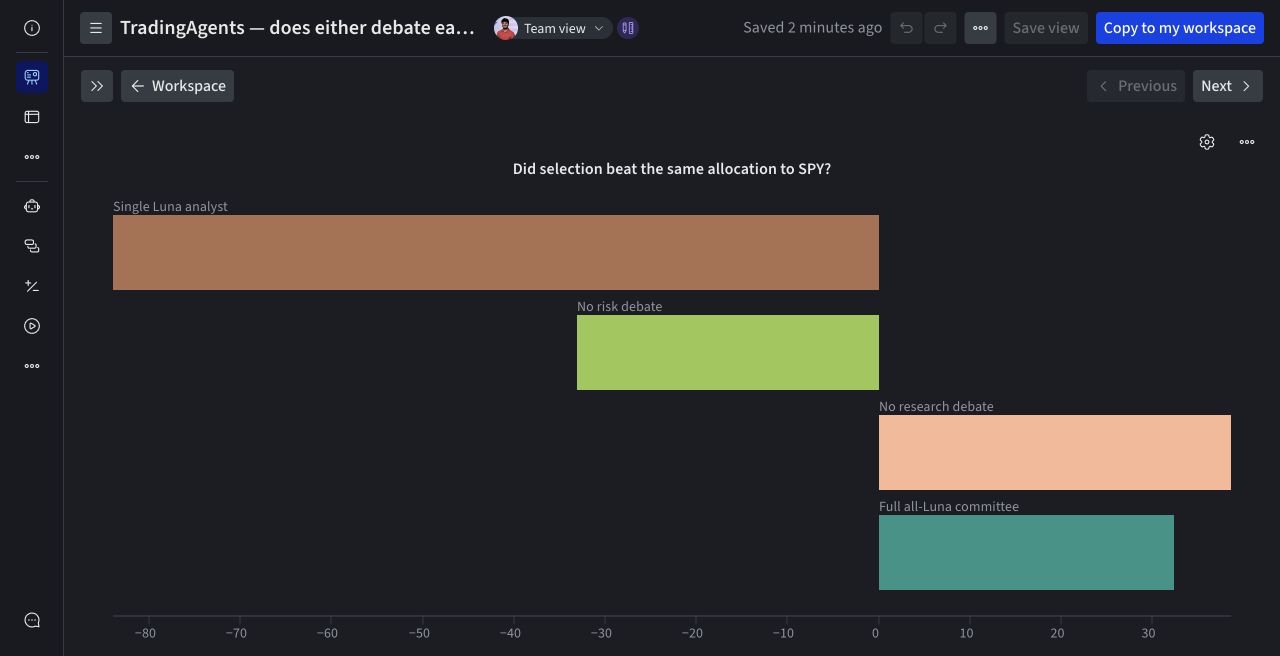 TradingAgents — does either debate ea…
Team view
Saved 2 minutes ago
Save view
Copy to my workspace
Workspace
Previous
Next
Did selection beat the same allocation to SPY?
Single Luna analyst
No risk debate
No research debate
Full all-Luna committee
−80 −70 −60 −50 −40 −30 −20 −10 0 10 20 30